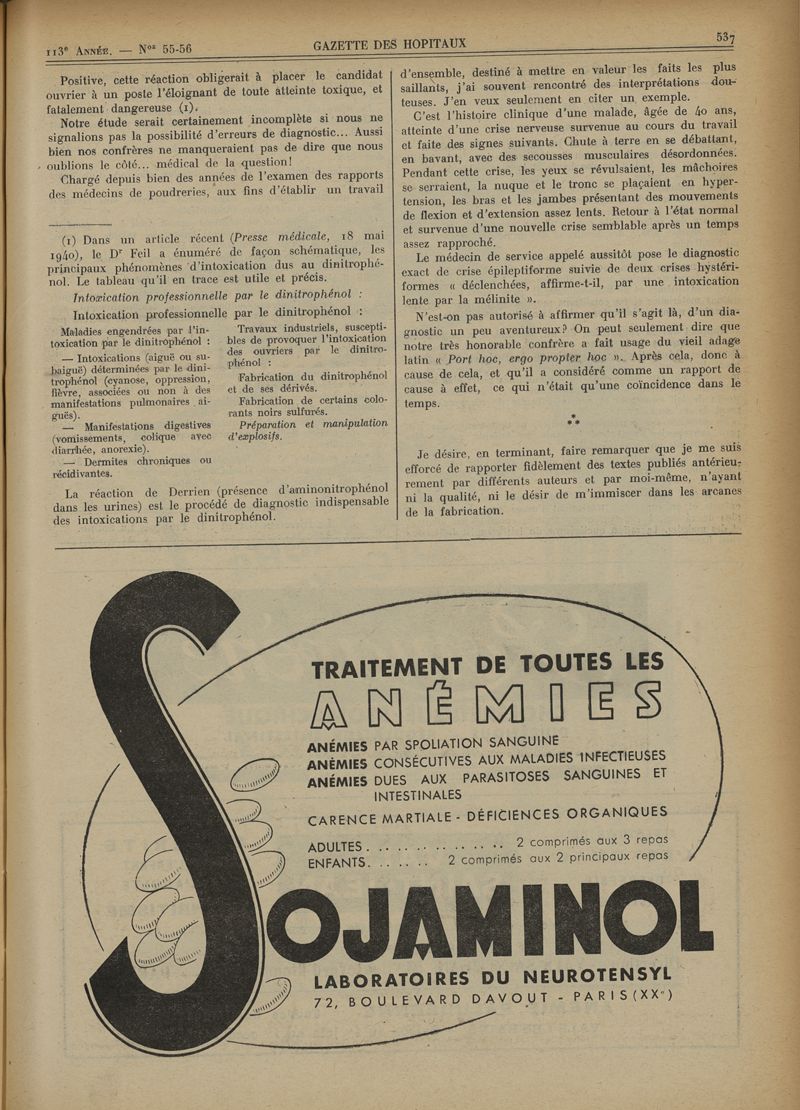 113e ANNÉE. — Nos 55-56
GAZETTE DES HOPITAUX
537
Positive, cette réaction obligerait à placer le candidat
ouvrier à un poste l'éloignant de toute atteinte toxique, et
fatalement dangereuse (1).
Notre étude serait certainement incomplète si nous ne
signalions pas la possibilité d'erreurs de diagnostic... Aussi
bien nos confrères ne manqueraient pas de dire que nous
oublions le côté... médical de la question!
Chargé depuis bien des années de l'examen des rapports
des médecins de poudreries, aux fins d'établir un travail
(1) Dans un article récent (Presse médicale, 18 mai
1940), le Dr Feil a énuméré de façon schématique, les
principaux phénomènes d'intoxication dus au dinitrophé-
nol. Le tableau qu'il en trace est utile et précis.
Intoxication professionnelle par le dinitrophénol :
Intoxication professionnelle par le dinitrophénol :
Maladies engendrées par l'in-
toxication par le dinitrophénol :
— Intoxications (aiguë ou su-
baiguë) déterminées par le dini-
trophénol (cyanose, oppression,
fièvre, associées ou non à des
manifestations pulmonaires ai-
guës).
— Manifestations digestives
(vomissements, colique avec
diarrhée, anorexie).
— Dermites chroniques ou
récidivantes.
Travaux industriels, suscepti-
bles de provoquer l'intoxication
des ouvriers par le dinitro-
phénol :
Fabrication du dinitrophénol
et de ses dérivés.
Fabrication de certains colo-
rants noirs sulfurés.
Préparation et manipulation
d'explosifs.
La réaction de Derrien (présence d'aminonitrophénol
dans les urines) est le procédé de diagnostic indispensable
des intoxications par le dinitrophénol.
d'ensemble, destiné à mettre en valeur les faits les plus
saillants, j'ai souvent rencontré des interprétations dou-
teuses. J'en veux seulement en citer un exemple.
C'est l'histoire clinique d'une malade, âgée de 40 ans,
atteinte d'une crise nerveuse survenue au cours du travail
et faite des signes suivants. Chute à terre en se débattant,
en bavant, avec des secousses musculaires désordonnées.
Pendant cette crise, les yeux se révulsaient, les mâchoires
se serraient, la nuque et le tronc se plaçaient en hyper-
tension, les bras et les jambes présentant des mouvements
de flexion et d'extension assez lents. Retour à l'état normal
et survenue d'une nouvelle crise semblable après un temps
assez rapproché.
Le médecin de service appelé aussitôt pose le diagnostic
exact de crise épileptiforme suivie de deux crises hystéri-
formes « déclenchées, affirme-t-il, par une intoxication
lente par la mélinite ».
N'est-on pas autorisé à affirmer qu'il s'agit là, d'un dia-
gnostic un peu aventureux? On peut seulement dire que
notre très honorable confrère a fait usage du vieil adage
latin « Port hoc, ergo propter hoc ». Après cela, donc à
cause de cela, et qu'il a considéré comme un rapport de
cause à effet, ce qui n'était qu'une coïncidence dans le
temps.
***
Je désire, en terminant, faire remarquer que je me suis
efforcé de rapporter fidèlement des textes publiés antérieu-
rement par différents auteurs et par moi-même, n'ayant
ni la qualité, ni le désir de m'immiscer dans les arcanes
de la fabrication.
TRAITEMENT DE TOUTES LES
ANÉMIES
ANÉMIES PAR SPOLIATION SANGUINE
ANÉMIES CONSÉCUTIVES AUX MALADIES INFECTIEUSES
ANÉMIES DUES AUX PARASITOSES SANGUINES ET
INTESTINALES
CARENCE MARTIALE - DÉFICIENCES ORGANIQUES
ADULTES . . . . . . . . . . . . . . . 2 comprimés aux 3 repas
ENFANTS. . . . . . . 2 comprimés aux 2 principaux repas
SOJAMINOL
LABORATOIRES DU NEUROTENSYL
72, BOULEVARD DAVOUT - PARIS (XXe)